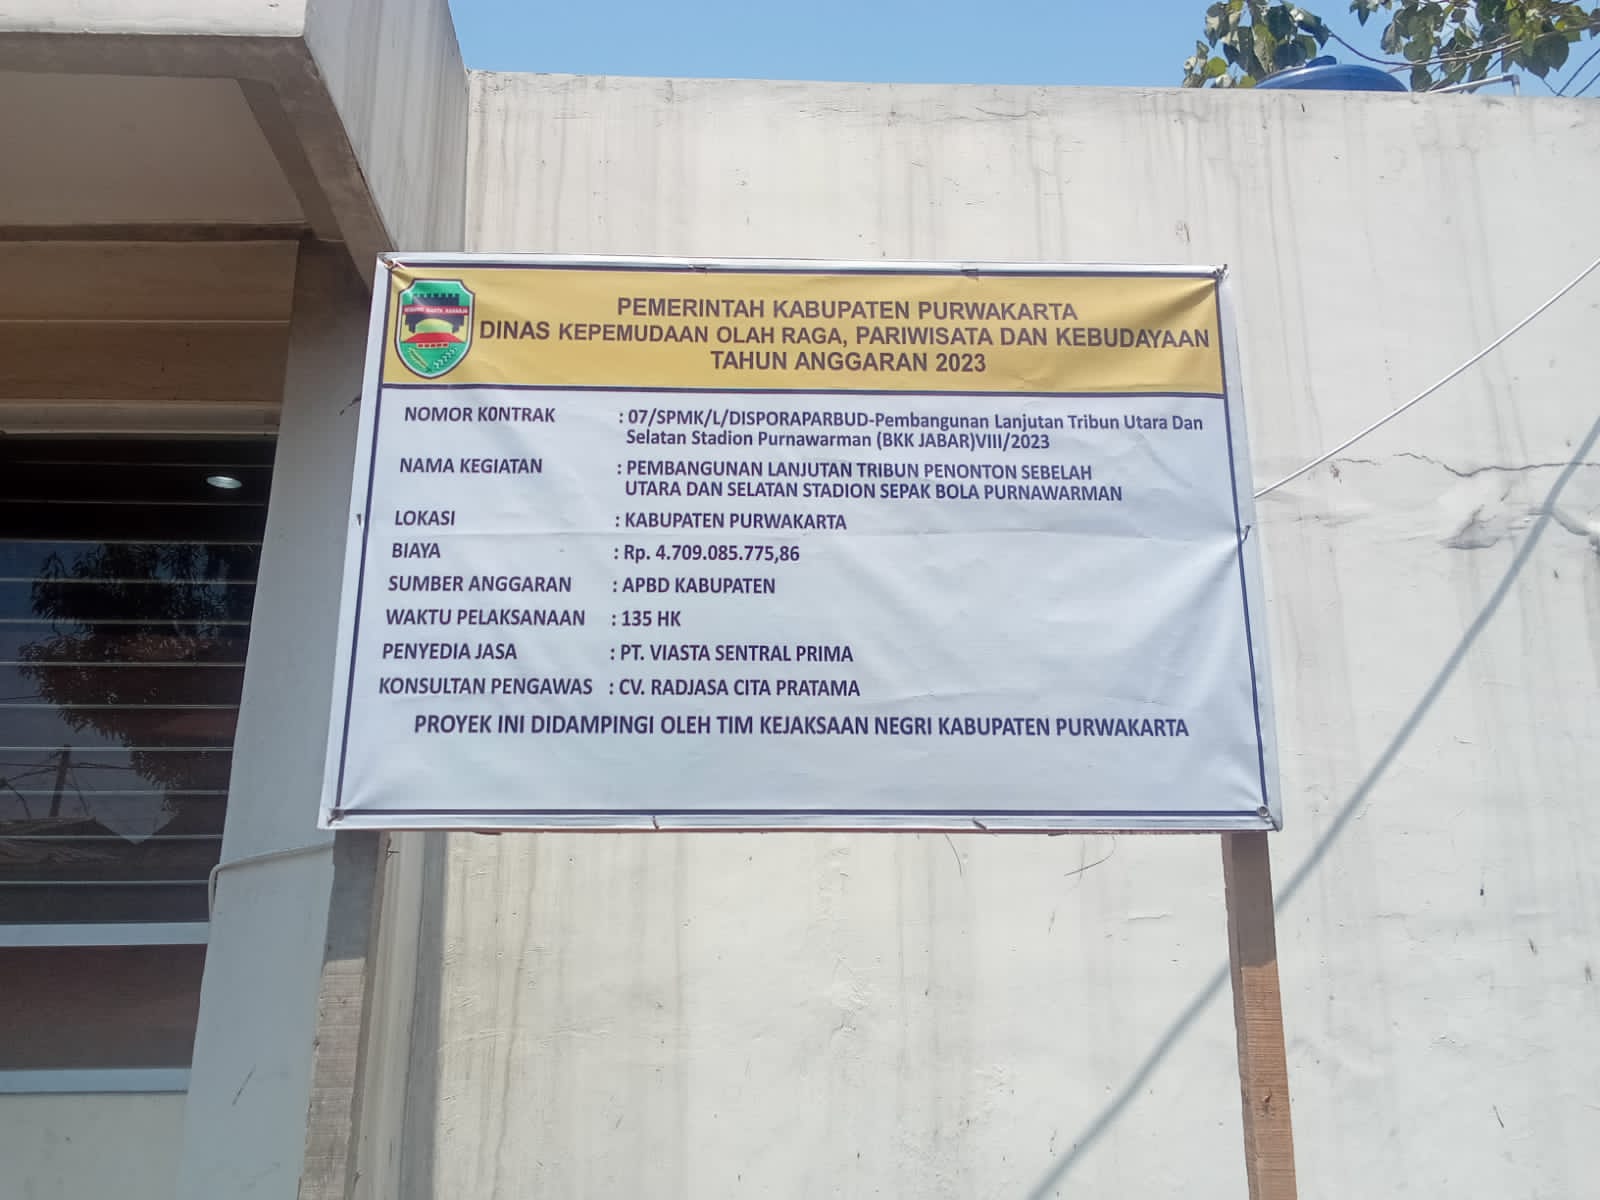 PEMERINTAH KABUPATEN PURWAKARTA
DINAS KEPEMUDAAN OLAH RAGA, PARIWISATA DAN KEBUDAYAAN
TAHUN ANGGARAN 2023
NOMOR K0NTRAK : 07/SPMK/L/DISPORAPARBUD-Pembangunan Lanjutan Tribun Utara Dan
Selatan Stadion Purnawarman (BKK JABAR)VIII/2023
NAMA KEGIATAN : PEMBANGUNAN LANJUTAN TRIBUN PENONTON SEBELAH
UTARA DAN SELATAN STADION SEPAK BOLA PURNAWARMAN
LOKASI : KABUPATEN PURWAKARTA
BIAYA : Rp. 4.709.085.775,86
SUMBER ANGGARAN : APBD KABUPATEN
WAKTU PELAKSANAAN : 135 HK
PENYEDIA JASA : PT. VIASTA SENTRAL PRIMA
KONSULTAN PENGAWAS : CV. RADJASA CITA PRATAMA
PROYEK INI DIDAMPINGI OLEH TIM KEJAKSAAN NEGRI KABUPATEN PURWAKARTA